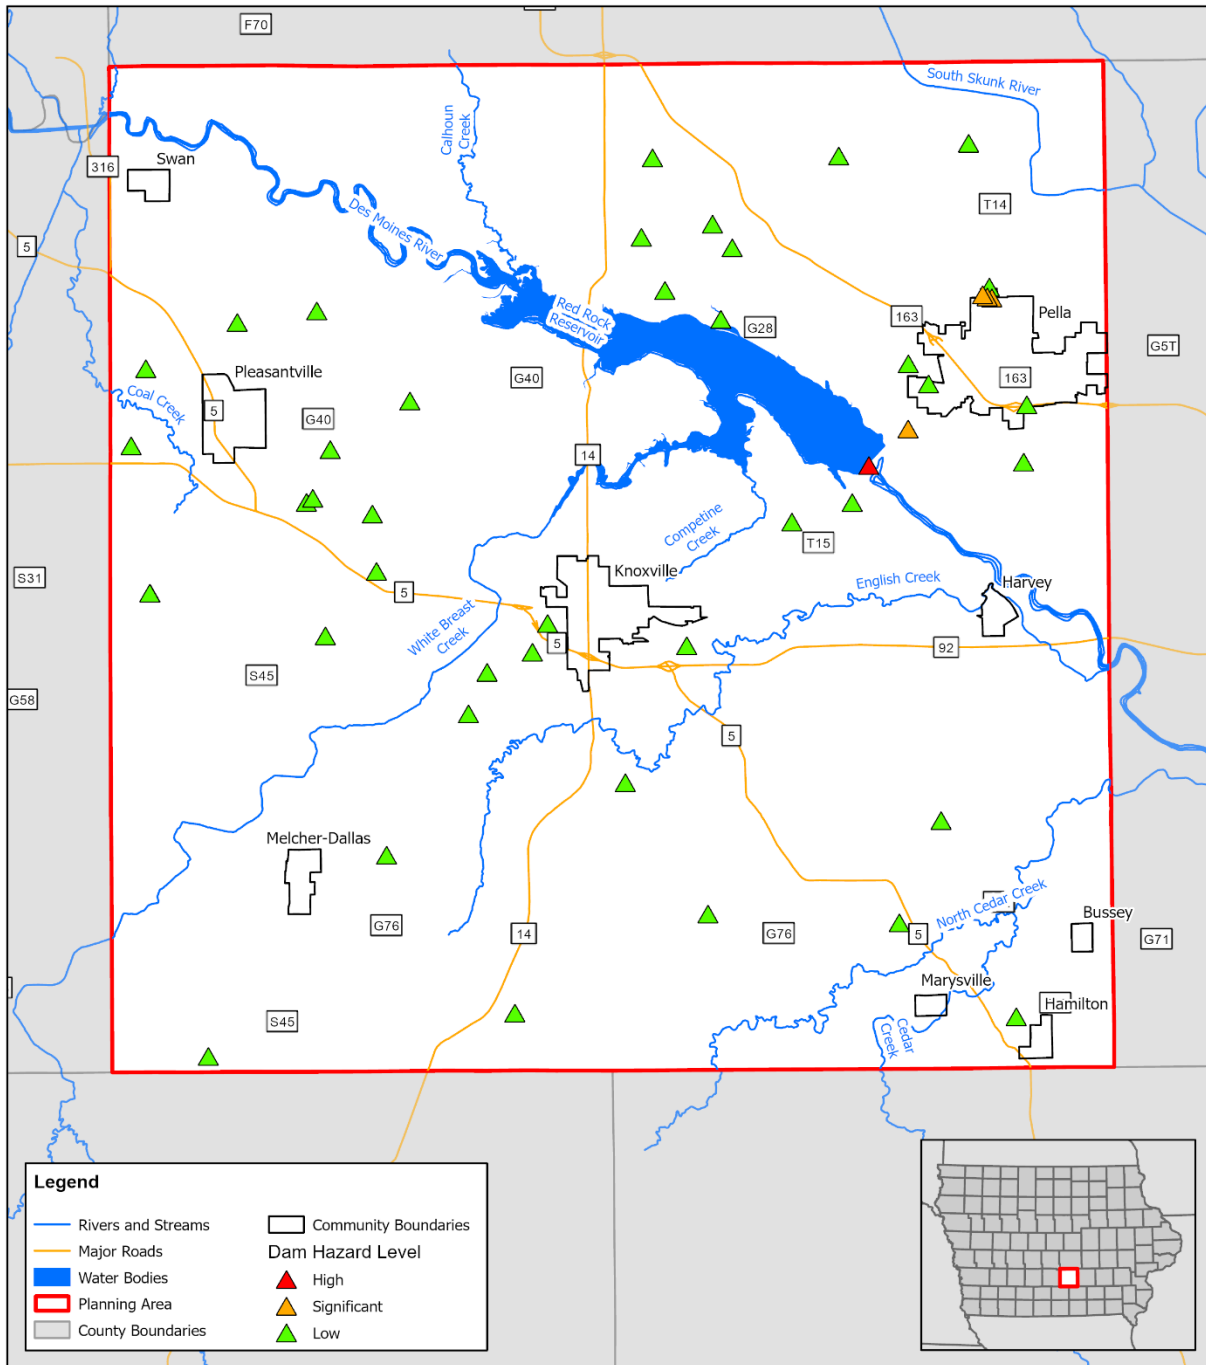 F70
South Skunk River
Calhoun
Creek
316
Swan
T14
Des Moines River
5
Red Rock
Reservoir
G28
163
Pella
G5T
Pleasantville
G40
163
Coal Creek
5
G40
14
Competine
Creek
T15
S31
Knoxville
English Creek
Harvey
5
White Breast
Creek
5
92
S45
G58
5
Melcher-Dallas
North Cedar Creek
Bussey
G76
14
G76
5
G71
Marysville
Hamilton
S45
Cedar
Creek
Legend
Rivers and Streams
Major Roads
Water Bodies
Planning Area
County Boundaries
Community Boundaries
Dam Hazard Level
High
Significant
Low